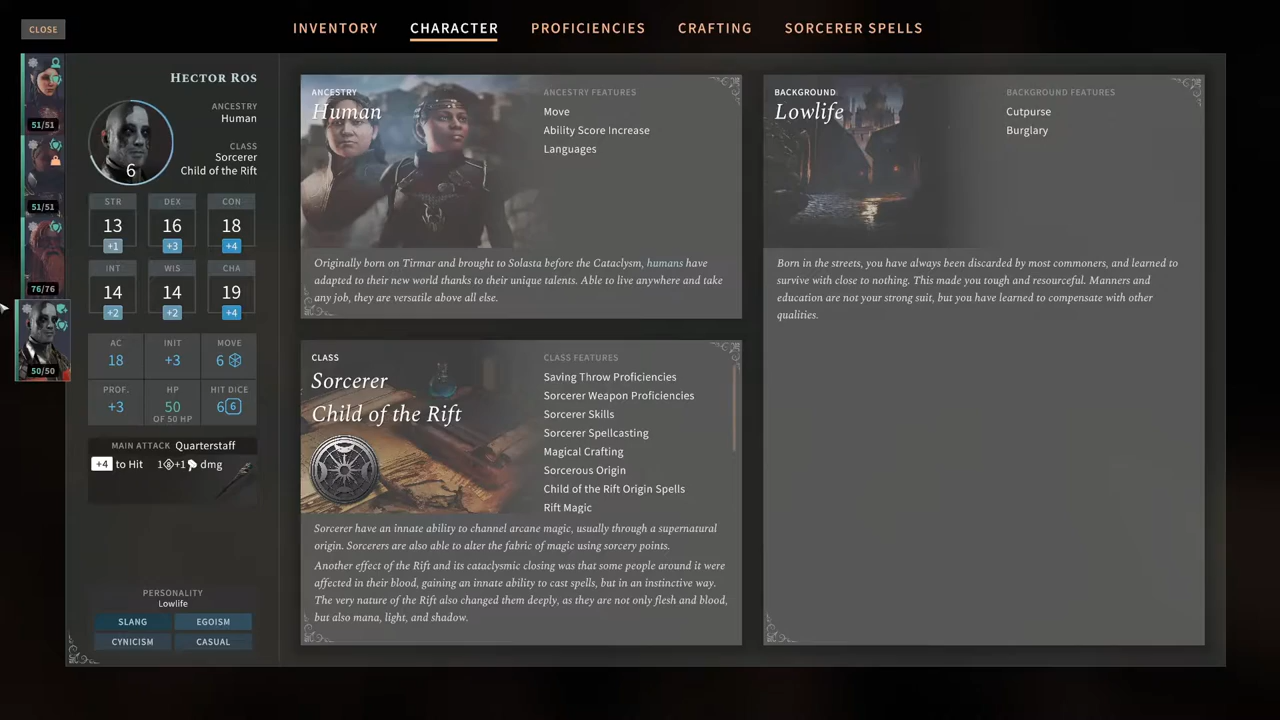 CLOSE
INVENTORY CHARACTER PROFICIENCIES CRAFTING SORCERER SPELLS
51/51
51/51
76/76
50/50
HECTOR ROS
ANCESTRY
Human
CLASS
Sorcerer
Child of the Rift
6
STR DEX CON
13 16 18
+1 +3 +4
INT WIS CHA
14 14 19
+2 +2 +4
AC INIT MOVE
18 +3 6
PROF. HP HIT DICE
+3 50 6 6
OF 50 HP
MAIN ATTACK Quarterstaff
+4 to Hit 1 +1 dmg
PERSONALITY
Lowlife
SLANG EGOISM
CYNICISM CASUAL
ANCESTRY
Human
ANCESTRY FEATURES
Move
Ability Score Increase
Languages
Originally born on Tirmar and brought to Solasta before the Cataclysm, humans have
adapted to their new world thanks to their unique talents. Able to live anywhere and take
any job, they are versatile above all else.
CLASS
Sorcerer
Child of the Rift
CLASS FEATURES
Saving Throw Proficiencies
Sorcerer Weapon Proficiencies
Sorcerer Skills
Sorcerer Spellcasting
Magical Crafting
Sorcerous Origin
Child of the Rift Origin Spells
Rift Magic
Sorcerer have an innate ability to channel arcane magic, usually through a supernatural
origin. Sorcerers are also able to alter the fabric of magic using sorcery points.
Another effect of the Rift and its cataclysmic closing was that some people around it were
affected in their blood, gaining an innate ability to cast spells, but in an instinctive way.
The very nature of the Rift also changed them deeply, as they are not only flesh and blood,
but also mana, light, and shadow.
BACKGROUND
Lowlife
BACKGROUND FEATURES
Cutpurse
Burglary
Born in the streets, you have always been discarded by most commoners, and learned to
survive with close to nothing. This made you tough and resourceful. Manners and
education are not your strong suit, but you have learned to compensate with other
qualities.